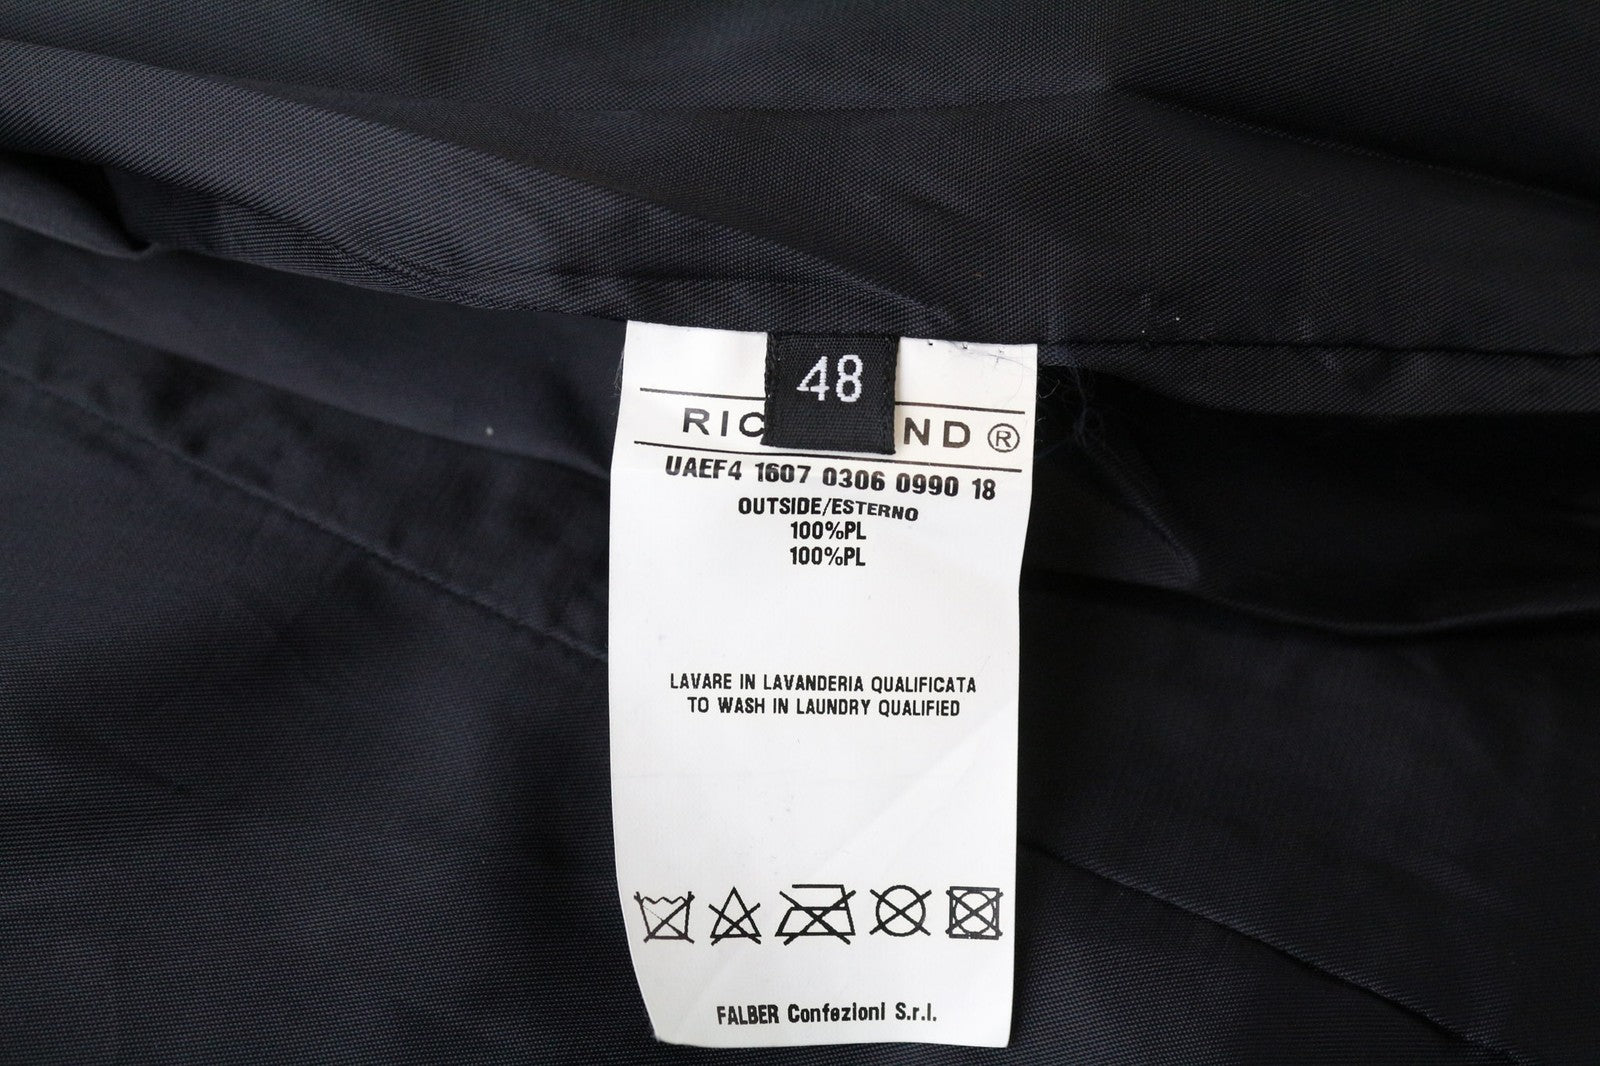 48
RIC ND®
UAEF4 1607 0306 0990 18
OUTSIDE/ESTERNO
100%PL
100%PL
LAVARE IN LAVANDERIA QUALIFICATA
TO WASH IN LAUNDRY QUALIFIED
FALBER Confezioni S.r.l.